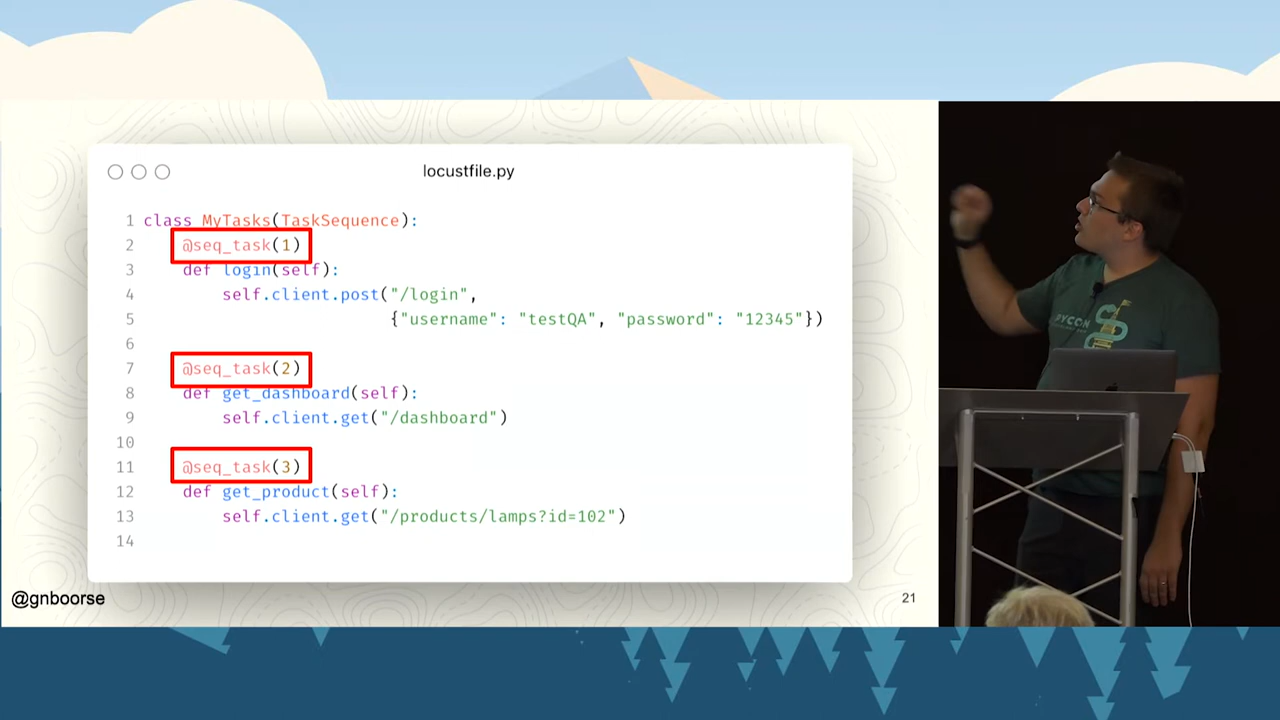 locustfile.py
1 class MyTasks(TaskSequence):
2 @seq_task(1)
3 def login(self):
4 self.client.post("/login",
5 {"username": "testQA", "password": "12345"})
6
7 @seq_task(2)
8 def get_dashboard(self):
9 self.client.get("/dashboard")
10
11 @seq_task(3)
12 def get_product(self):
13 self.client.get("/products/lamps?id=102")
14
@gnboorse
21
PYCON